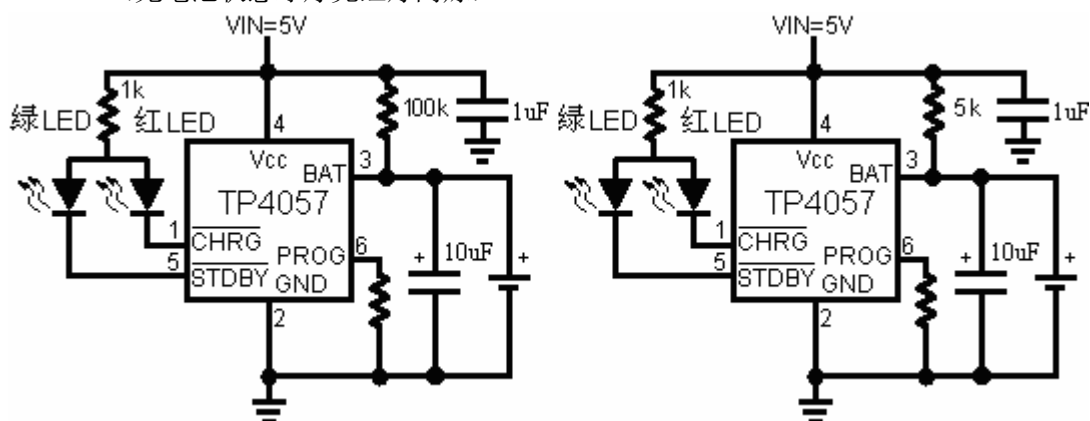 VIN=5V
1k
绿LED
红LED
100k
1uF
4
Vcc
BAT
3
TP4057
1
CHRG
PROG
6
5
STDBY
GND
+
10uF
+
2
VIN=5V
1k
绿LED
红LED
5k
1uF
4
Vcc
BAT
3
TP4057
1
CHRG
PROG
6
5
STDBY
GND
+
10uF
+
2